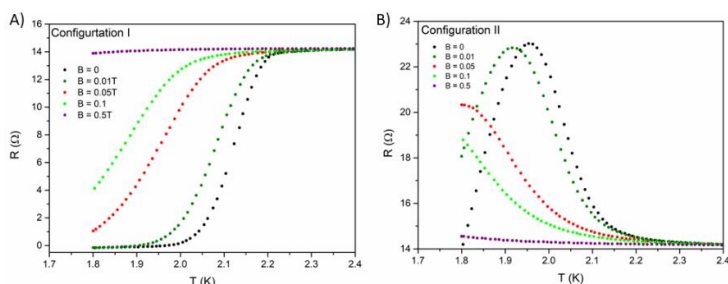 A)
Configurtation I
B = 0
B = 0.01T
B = 0.05T
B = 0.1
B = 0.5T
R (Ω)
16
14
12
10
8
6
4
2
0
1.7 1.8 1.9 2.0 2.1 2.2 2.3 2.4
T (K)
B)
Configuration II
B = 0
B = 0.01
B = 0.05
B = 0.1
B = 0.5
R (Ω)
24
22
20
18
16
14
1.7 1.8 1.9 2.0 2.1 2.2 2.3 2.4
T (K)